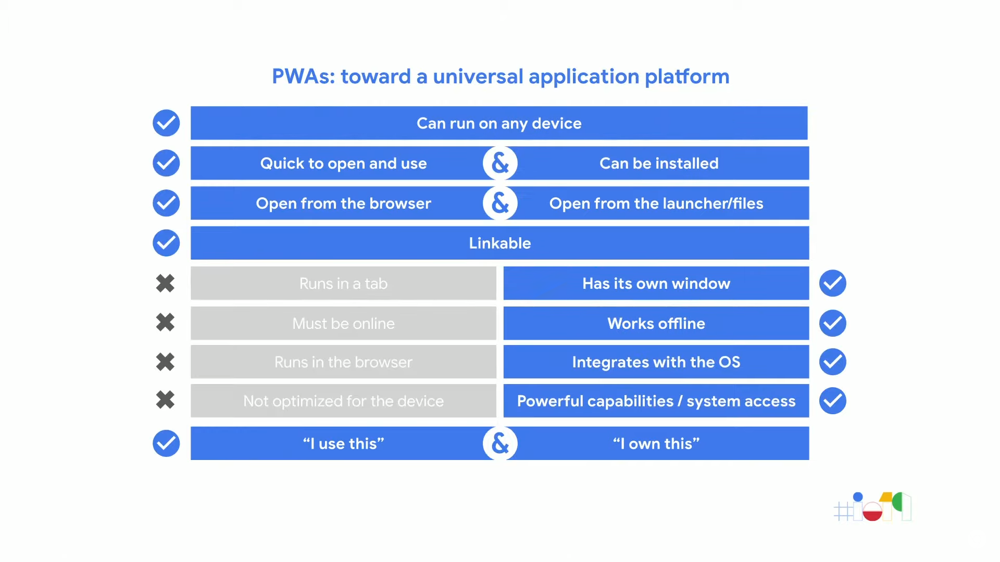 PWAs: toward a universal application platform
Can run on any device
Quick to open and use & Can be installed
Open from the browser & Open from the launcher/files
Linkable
Runs in a tab Has its own window
Must be online Works offline
Runs in the browser Integrates with the OS
Not optimized for the device Powerful capabilities / system access
“I use this” & “I own this”
#io19